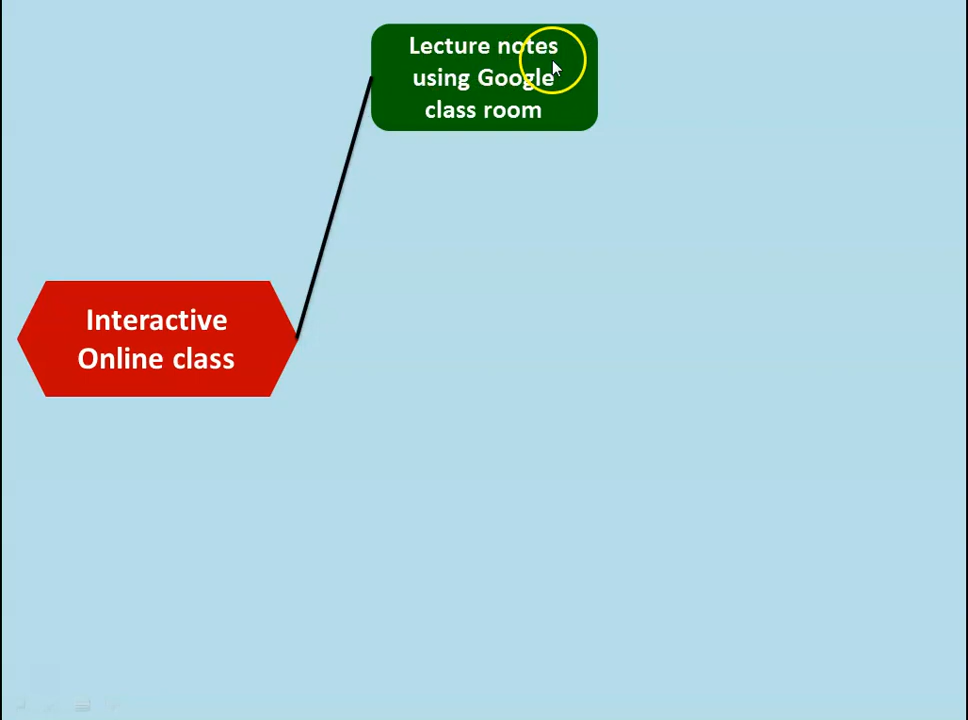 Lecture notes
using Google
class room
Interactive
Online class